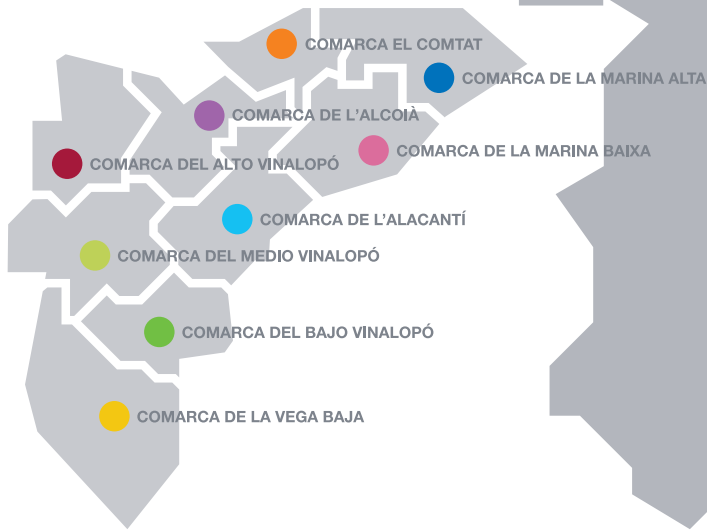 COMARCA EL COMTAT
COMARCA DE LA MARINA ALTA
COMARCA DE L'ALCOIÀ
COMARCA DE LA MARINA BAIXA
COMARCA DEL ALTO VINALOPÓ
COMARCA DE L'ALACANTÍ
COMARCA DEL MEDIO VINALOPÓ
COMARCA DEL BAJO VINALOPÓ
COMARCA DE LA VEGA BAJA